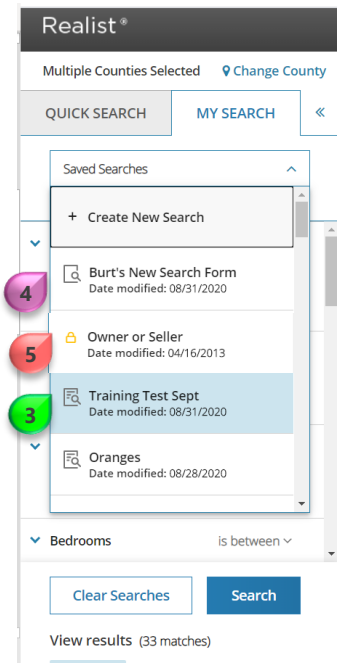 Realist®
Multiple Counties Selected Change County
QUICK SEARCH MY SEARCH «
Saved Searches
+ Create New Search
Burt's New Search Form
4 Date modified: 08/31/2020
Owner or Seller
5 Date modified: 04/16/2013
Training Test Sept
3 Date modified: 08/31/2020
Oranges
Date modified: 08/28/2020
Bedrooms is between
Clear Searches Search
View results (33 matches)